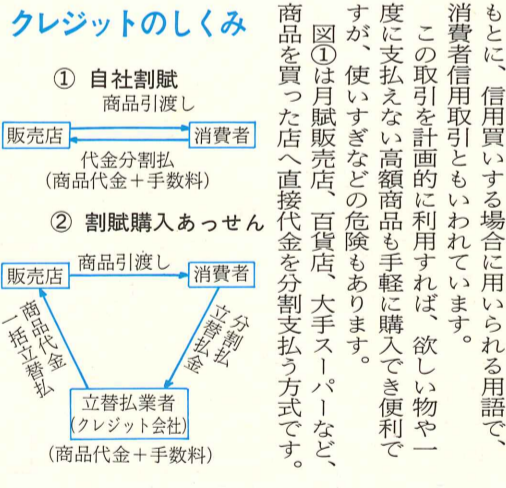 もとに、信用買いする場合に用いられる用語で、
消費者信用取引ともいわれています。
この取引を計画的に利用すれば、欲しい物や一
度に支払えない高額商品も手軽に購入でき便利で
すが、使いすぎなどの危険もあります。
図①は月賦販売店、百貨店、大手スーパーなど、
商品を買った店へ直接代金を分割支払う方式です。
クレジットのしくみ
① 自社割賦
商品引渡し
販売店
消費者
代金分割払
(商品代金+手数料)
② 割賦購入あっせん
販売店
商品引渡し
消費者
商品代金
一括立替払
分割払
立替払金
立替払業者
(クレジット会社)
(商品代金+手数料)